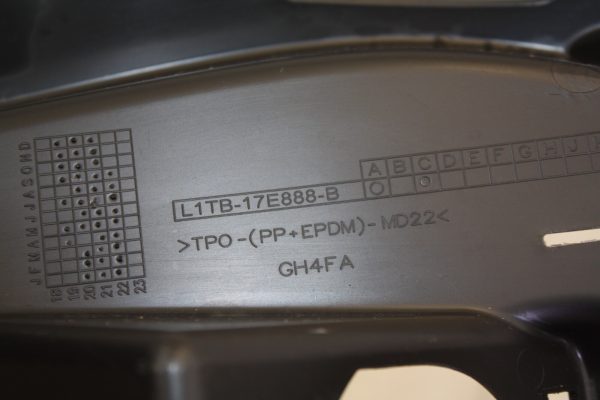 A B C D E F G H J
L1TB-17E888-B
>TPO-(PP+EPDM)-MD22<
GH4FA
J F M A M J J A S O N D
18 19 20 21 22 23